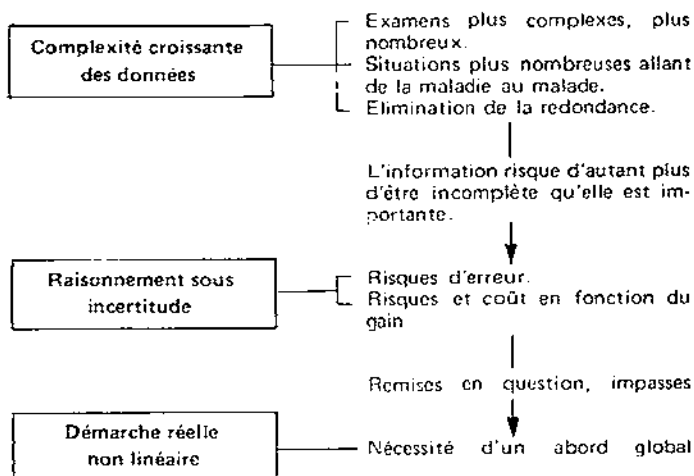 Complexité croissante
des données
Examens plus complexes, plus
nombreux.
Situations plus nombreuses allant
de la maladie au malade.
Elimination de la redondance.
L'information risque d'autant plus
d'être incomplète qu'elle est im-
portante.
Raisonnement sous
incertitude
Risques d'erreur.
Risques et coût en fonction du
gain
Remises en question, impasses
Démarche réelle
non linéaire
Nécessité d'un abord global